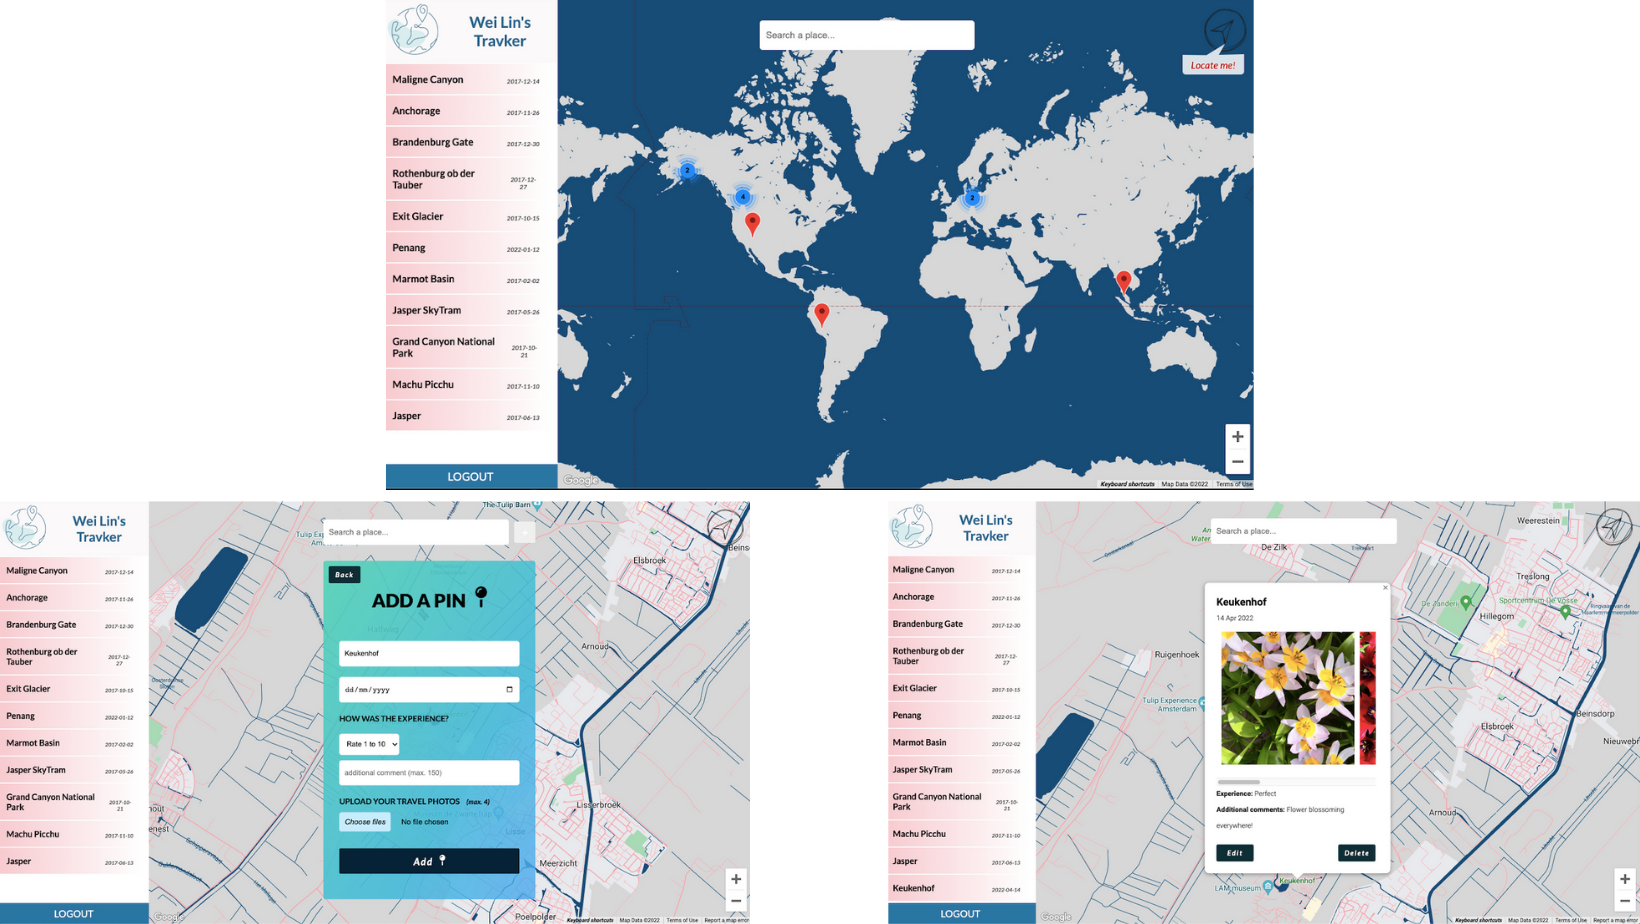 Wei Lin's
Travker
Maligne Canyon 2017-12-14
Anchorage 2017-11-26
Brandenburg Gate 2017-12-30
Rothenburg ob der
Tauber
2017-12-
27
Exit Glacier 2017-10-15
Penang 2022-01-12
Marmot Basin 2017-02-02
Jasper SkyTram 2017-05-26
Grand Canyon National
Park
2017-10-
21
Machu Picchu 2017-11-10
Jasper 2017-06-13
LOGOUT
Search a place...
Locate me!
2
4
2
+
−
Google
Keyboard shortcuts Map Data ©2022 Terms of Use
Wei Lin's
Travker
Maligne Canyon 2017-12-14
Anchorage 2017-11-26
Brandenburg Gate 2017-12-30
Rothenburg ob der
Tauber
2017-12-
27
Exit Glacier 2017-10-15
Penang 2022-01-12
Marmot Basin 2017-02-02
Jasper SkyTram 2017-05-26
Grand Canyon National
Park
2017-10-
21
Machu Picchu 2017-11-10
Jasper 2017-06-13
LOGOUT
The Tulip Barn
Search a place...
Elsbroek
Back
ADD A PIN
Keukenhof
dd/mm/yyyy
HOW WAS THE EXPERIENCE?
Rate 1 to 10
additional comment (max. 150)
UPLOAD YOUR TRAVEL PHOTOS (max. 4)
Choose files No file chosen
Add
Arnoud
Lisserbroek
Lisse
Meerzicht
Poelpolder
+
−
Google
Keyboard shortcuts Map Data ©2022 Terms of Use Report a map error
Wei Lin's
Travker
Maligne Canyon 2017-12-14
Anchorage 2017-11-26
Brandenburg Gate 2017-12-30
Rothenburg ob der
Tauber
2017-12-
27
Exit Glacier 2017-10-15
Penang 2022-01-12
Marmot Basin 2017-02-02
Jasper SkyTram 2017-05-26
Grand Canyon National
Park
2017-10-
21
Machu Picchu 2017-11-10
Jasper 2017-06-13
Keukenhof 2022-04-14
LOGOUT
Search a place...
De Zilk
Weerestein
Treslong
Sportcentrum De Vosse
Hillegom
Ruigenhoek
Tulip Experience
Amsterdam
Elsbroek
Beinsdorp
Arnoud
Keukenhof
14 Apr 2022
Experience: Perfect
Additional comments: Flower blossoming
everywhere!
Edit Delete
LAM museum
Keukenhof
+
−
Google
Keyboard shortcuts Map Data ©2022 Terms of Use Report a map error